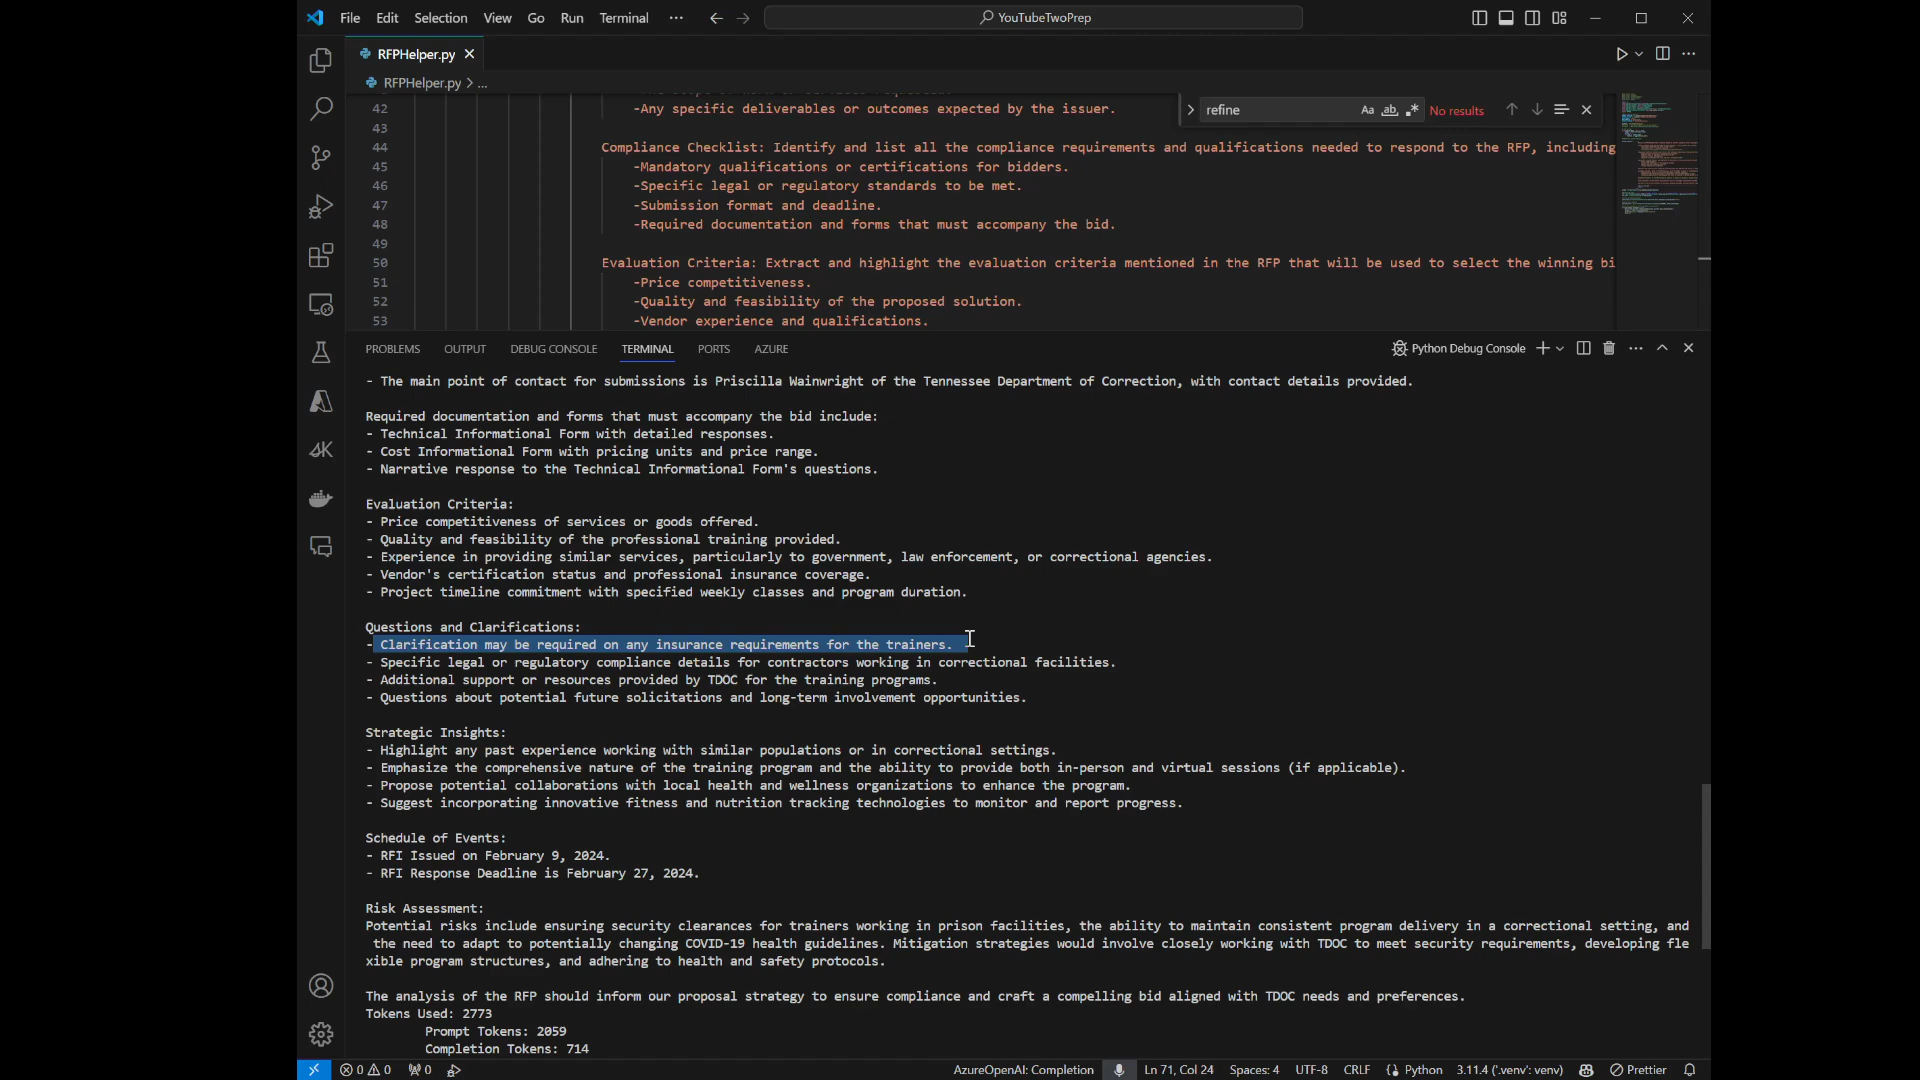 File Edit Selection View Go Run Terminal ··· YouTubeTwoPrep
RFPHelper.py
RFPHelper.py > ...
42 -Any specific deliverables or outcomes expected by the issuer.
refine Aa ab .* No results
43
44 Compliance Checklist: Identify and list all the compliance requirements and qualifications needed to respond to the RFP, including
45 -Mandatory qualifications or certifications for bidders.
46 -Specific legal or regulatory standards to be met.
47 -Submission format and deadline.
48 -Required documentation and forms that must accompany the bid.
49
50 Evaluation Criteria: Extract and highlight the evaluation criteria mentioned in the RFP that will be used to select the winning bi
51 -Price competitiveness.
52 -Quality and feasibility of the proposed solution.
53 -Vendor experience and qualifications.
PROBLEMS OUTPUT DEBUG CONSOLE TERMINAL PORTS AZURE Python Debug Console
- The main point of contact for submissions is Priscilla Wainwright of the Tennessee Department of Correction, with contact details provided.
Required documentation and forms that must accompany the bid include:
- Technical Informational Form with detailed responses.
- Cost Informational Form with pricing units and price range.
- Narrative response to the Technical Informational Form's questions.
Evaluation Criteria:
- Price competitiveness of services or goods offered.
- Quality and feasibility of the professional training provided.
- Experience in providing similar services, particularly to government, law enforcement, or correctional agencies.
- Vendor's certification status and professional insurance coverage.
- Project timeline commitment with specified weekly classes and program duration.
Questions and Clarifications:
- Clarification may be required on any insurance requirements for the trainers.
- Specific legal or regulatory compliance details for contractors working in correctional facilities.
- Additional support or resources provided by TDOC for the training programs.
- Questions about potential future solicitations and long-term involvement opportunities.
Strategic Insights:
- Highlight any past experience working with similar populations or in correctional settings.
- Emphasize the comprehensive nature of the training program and the ability to provide both in-person and virtual sessions (if applicable).
- Propose potential collaborations with local health and wellness organizations to enhance the program.
- Suggest incorporating innovative fitness and nutrition tracking technologies to monitor and report progress.
Schedule of Events:
- RFI Issued on February 9, 2024.
- RFI Response Deadline is February 27, 2024.
Risk Assessment:
Potential risks include ensuring security clearances for trainers working in prison facilities, the ability to maintain consistent program delivery in a correctional setting, and
the need to adapt to potentially changing COVID-19 health guidelines. Mitigation strategies would involve closely working with TDOC to meet security requirements, developing fle
xible program structures, and adhering to health and safety protocols.
The analysis of the RFP should inform our proposal strategy to ensure compliance and craft a compelling bid aligned with TDOC needs and preferences.
Tokens Used: 2773
Prompt Tokens: 2059
Completion Tokens: 714
0 0 0 AzureOpenAI: Completion Ln 71, Col 24 Spaces: 4 UTF-8 CRLF Python 3.11.4 ('.venv': venv) Prettier